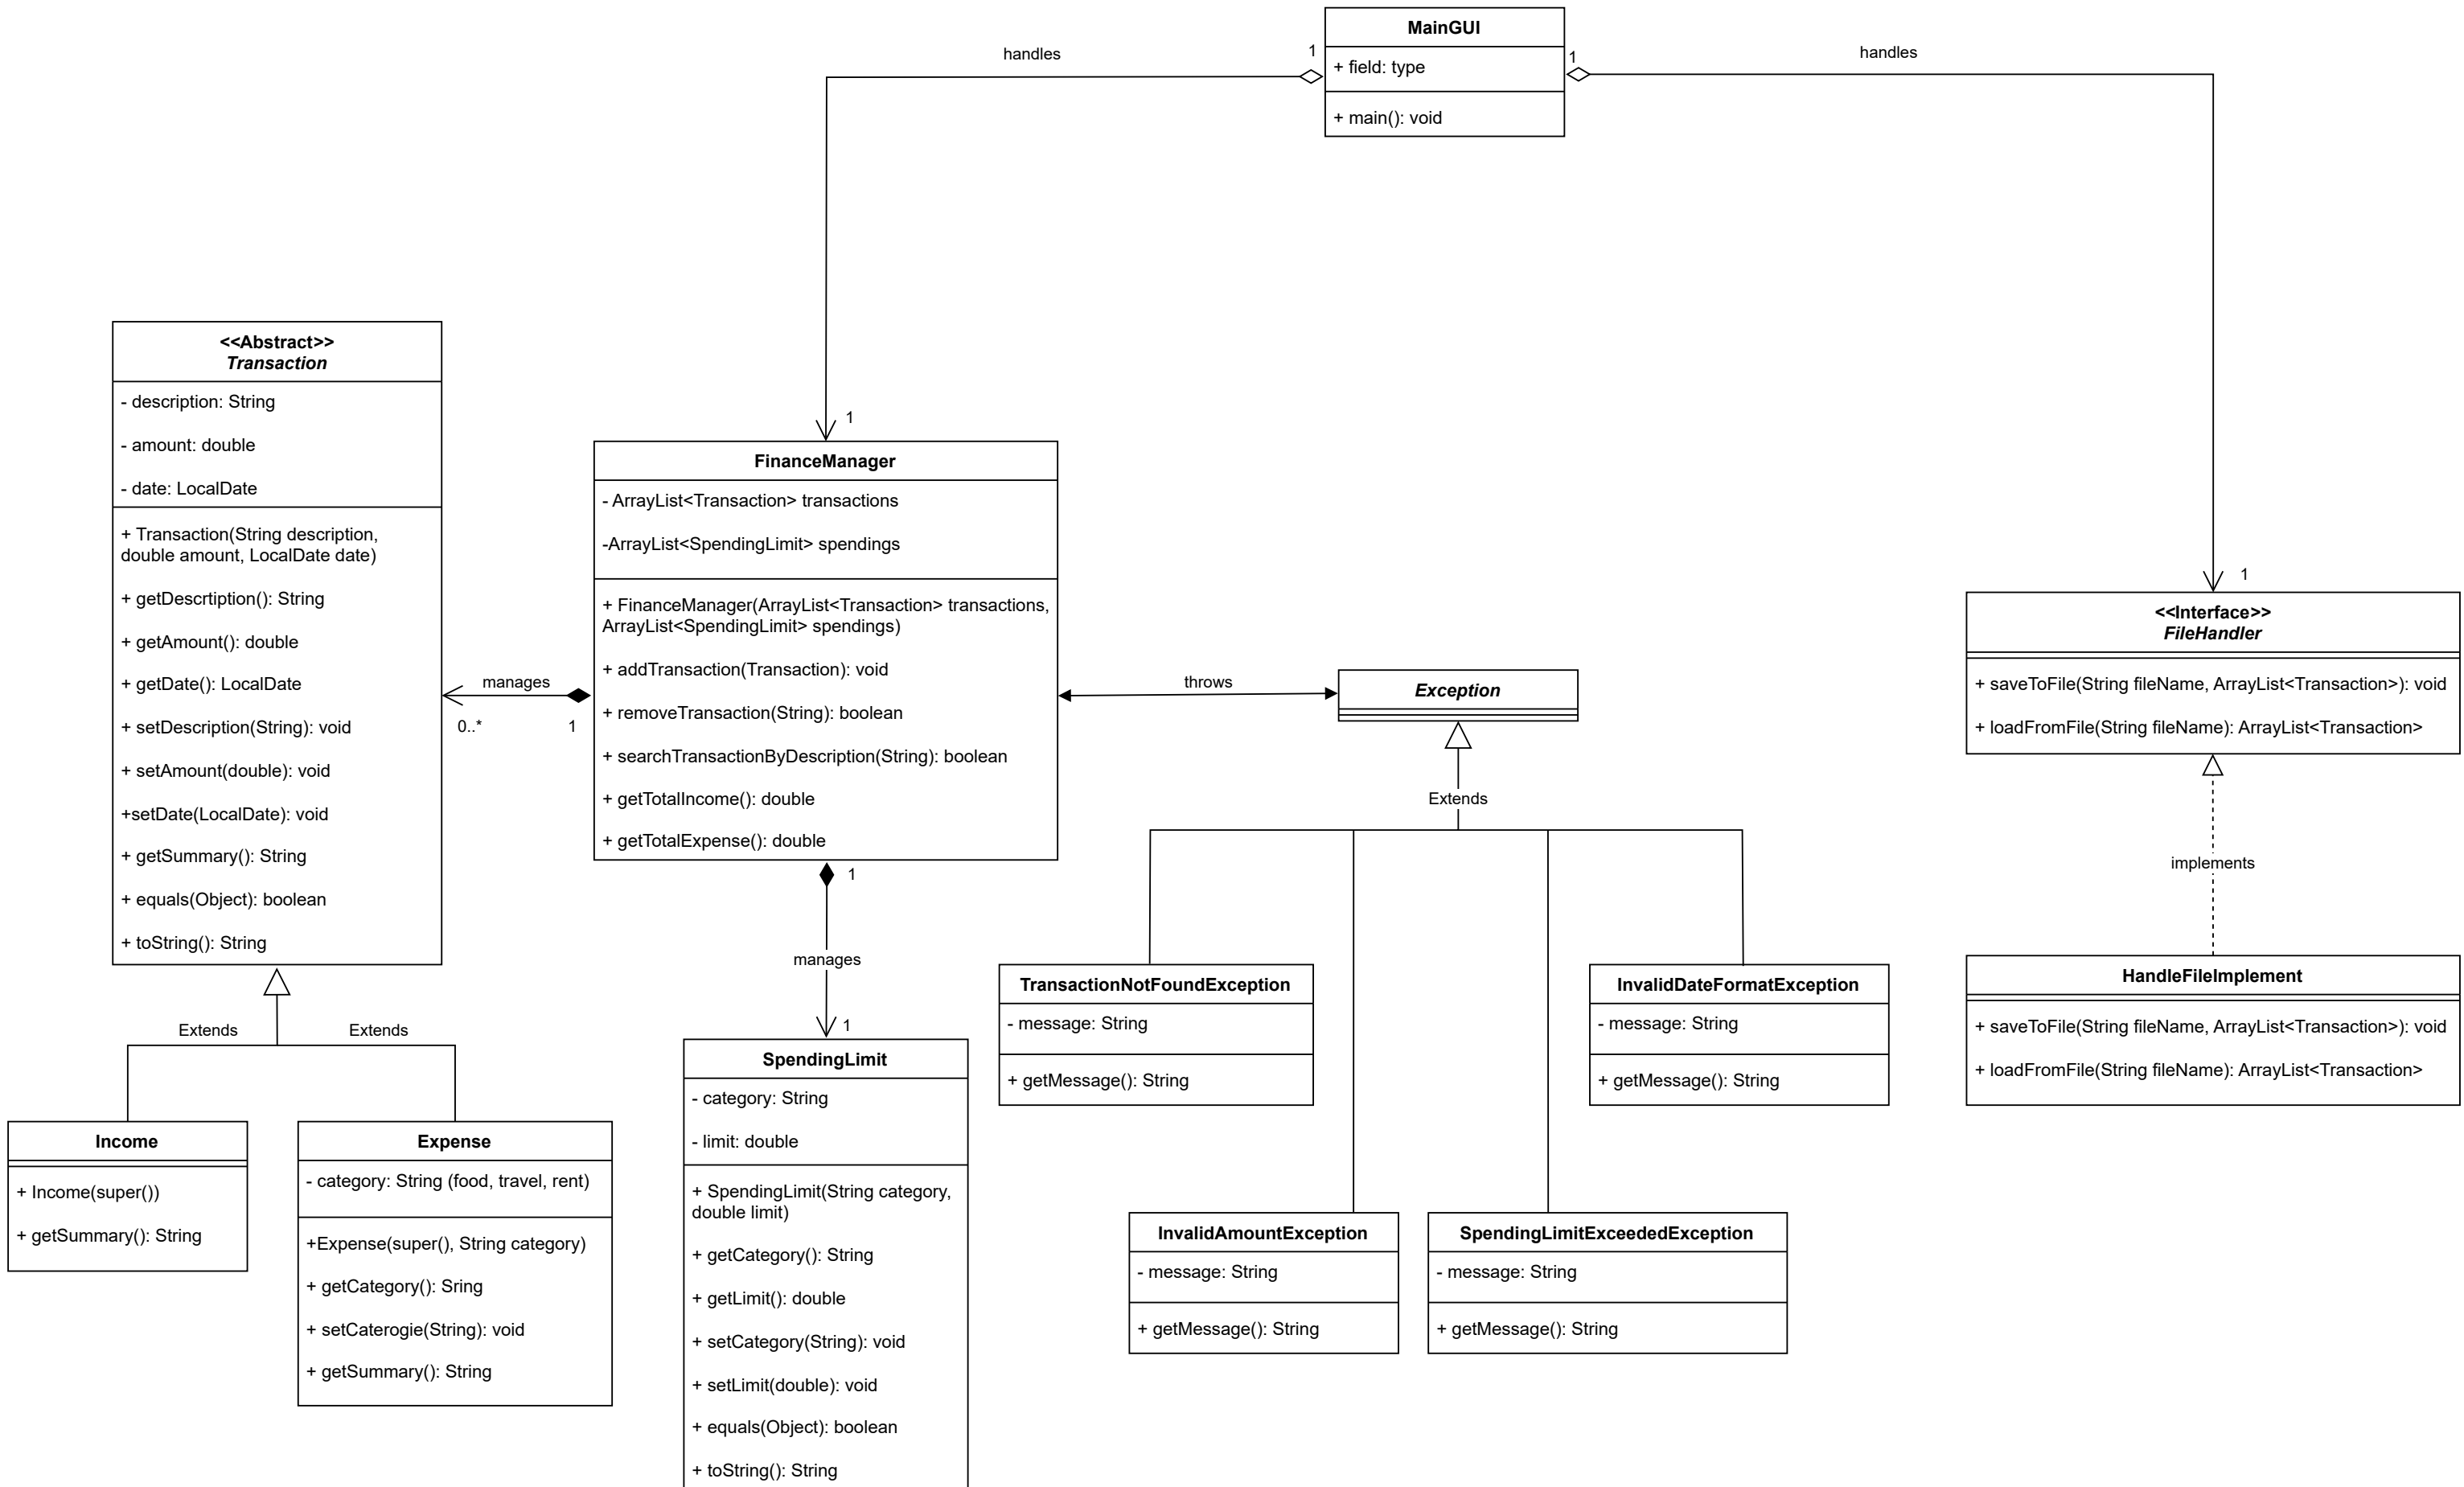 MainGUI
+ field: type
+ main(): void
handles
1
1
handles
1
1
<<Abstract>>
Transaction
- description: String
- amount: double
- date: LocalDate
+ Transaction(String description,
double amount, LocalDate date)
+ getDescrtiption(): String
+ getAmount(): double
+ getDate(): LocalDate
+ setDescription(String): void
+ setAmount(double): void
+setDate(LocalDate): void
+ getSummary(): String
+ equals(Object): boolean
+ toString(): String
manages
0..*
1
FinanceManager
- ArrayList<Transaction> transactions
-ArrayList<SpendingLimit> spendings
+ FinanceManager(ArrayList<Transaction> transactions,
ArrayList<SpendingLimit> spendings)
+ addTransaction(Transaction): void
+ removeTransaction(String): boolean
+ searchTransactionByDescription(String): boolean
+ getTotalIncome(): double
+ getTotalExpense(): double
throws
Exception
Extends
<<Interface>>
FileHandler
+ saveToFile(String fileName, ArrayList<Transaction>): void
+ loadFromFile(String fileName): ArrayList<Transaction>
implements
HandleFileImplement
+ saveToFile(String fileName, ArrayList<Transaction>): void
+ loadFromFile(String fileName): ArrayList<Transaction>
Extends
Extends
Income
+ Income(super())
+ getSummary(): String
Expense
- category: String (food, travel, rent)
+Expense(super(), String category)
+ getCategory(): Sring
+ setCaterogie(String): void
+ getSummary(): String
1
manages
1
SpendingLimit
- category: String
- limit: double
+ SpendingLimit(String category,
double limit)
+ getCategory(): String
+ getLimit(): double
+ setCategory(String): void
+ setLimit(double): void
+ equals(Object): boolean
+ toString(): String
TransactionNotFoundException
- message: String
+ getMessage(): String
InvalidDateFormatException
- message: String
+ getMessage(): String
InvalidAmountException
- message: String
+ getMessage(): String
SpendingLimitExceededException
- message: String
+ getMessage(): String